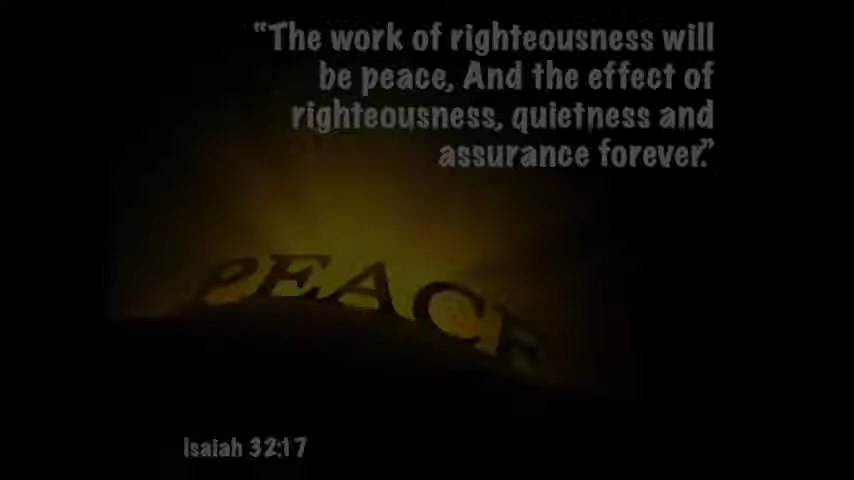 “The work of righteousness will
be peace, And the effect of
righteousness, quietness and
assurance forever.”
PEACE
Isaiah 32:17